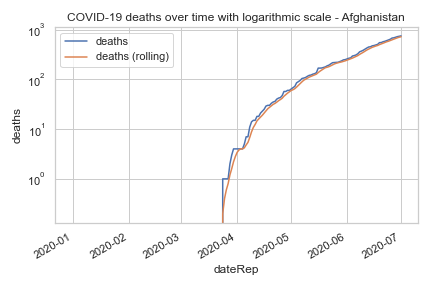 COVID-19 deaths over time with logarithmic scale - Afghanistan
deaths
deaths (rolling)
10³
10²
10¹
10⁰
deaths
2020-01
2020-02
2020-03
2020-04
2020-05
2020-06
2020-07
dateRep